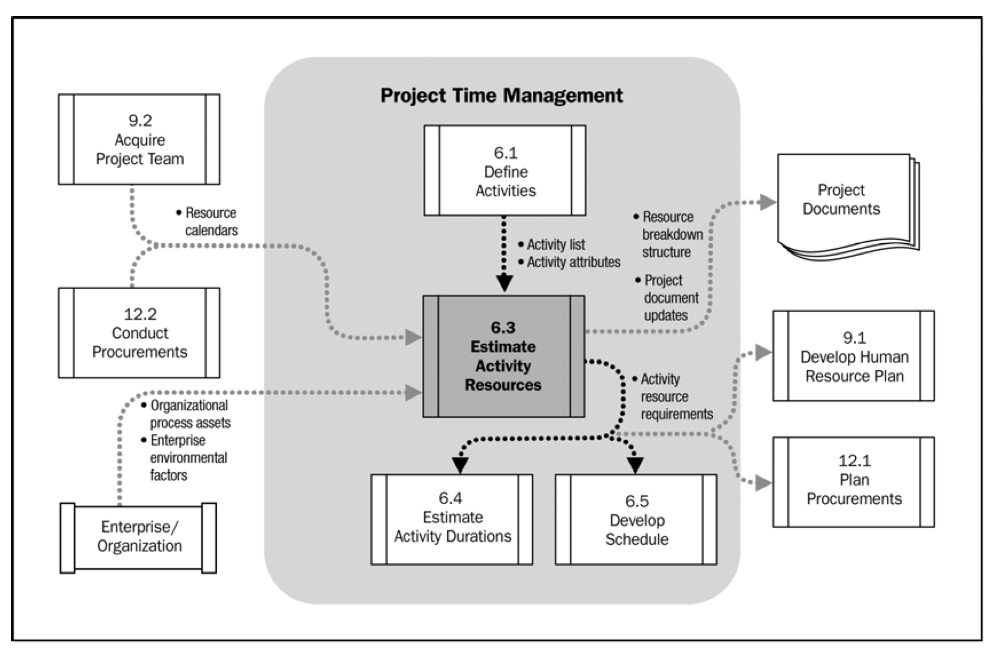 Project Time Management
9.2
Acquire
Project Team
• Resource
calendars
12.2
Conduct
Procurements
• Organizational
process assets
• Enterprise
environmental
factors
Enterprise/
Organization
6.1
Define
Activities
• Activity list
• Activity attributes
6.3
Estimate
Activity
Resources
• Resource
breakdown
structure
• Project
document
updates
• Activity
resource
requirements
6.4
Estimate
Activity Durations
6.5
Develop
Schedule
Project
Documents
9.1
Develop Human
Resource Plan
12.1
Plan
Procurements